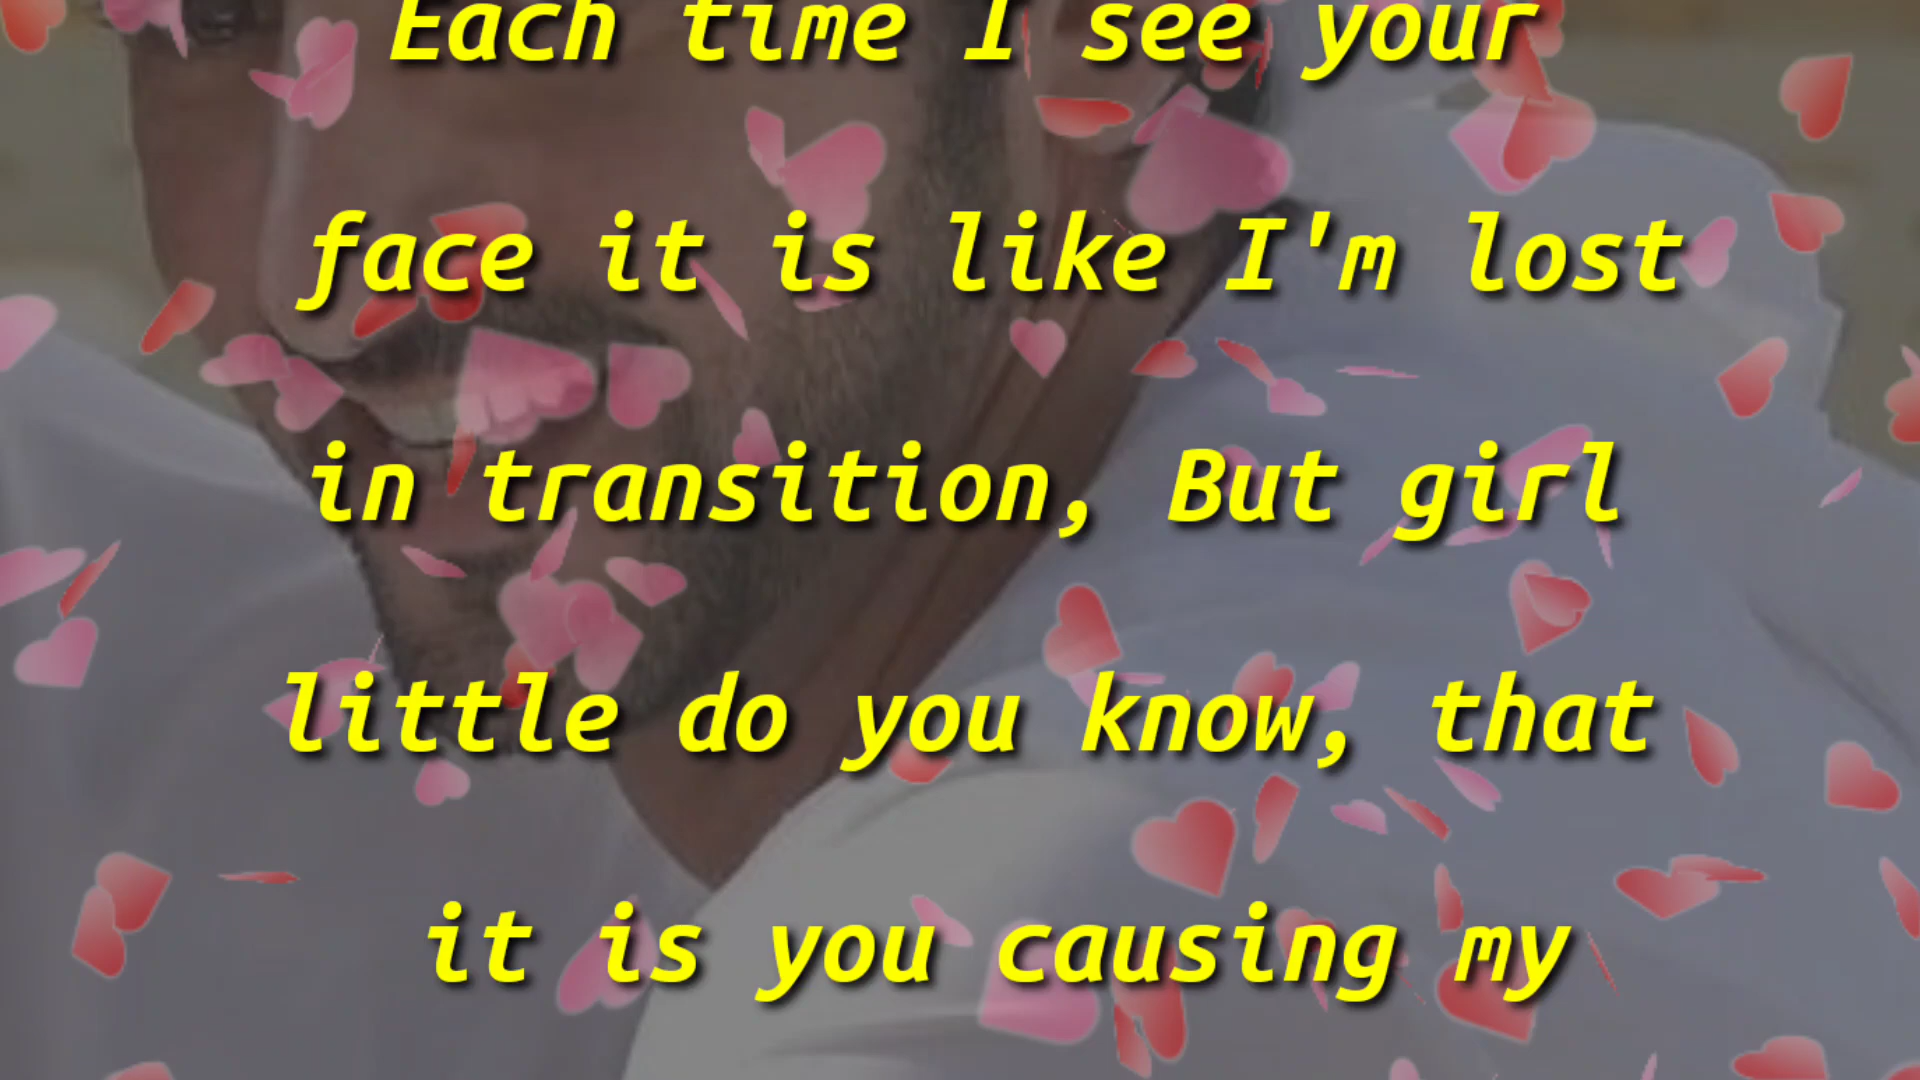 Each time I see your
face it is like I'm lost
in transition, But girl
little do you know, that
it is you causing my